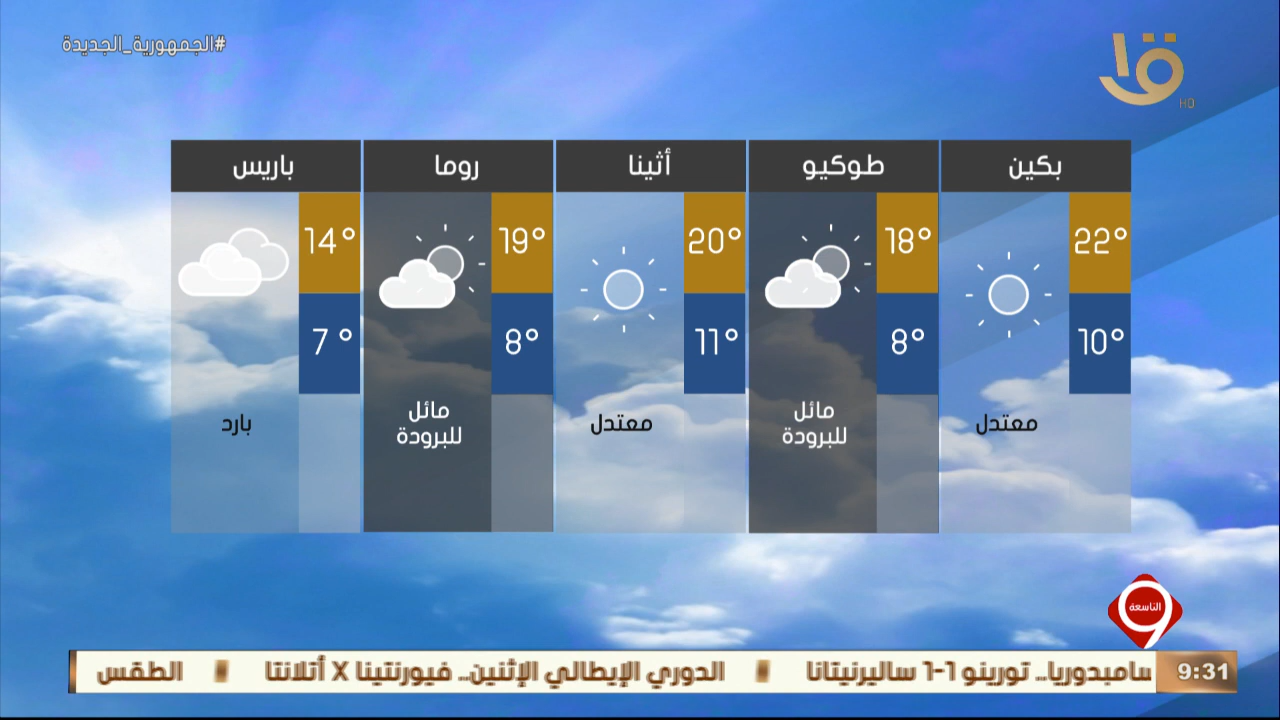 #الجمهورية_الجديدة
HD
بكين
22°
10°
معتدل
طوكيو
18°
8°
مائل
للبرودة
أثينا
20°
11°
معتدل
روما
19°
8°
مائل
للبرودة
باريس
14°
7°
بارد
التاسعة
9
9:31
سامبدوريا.. تورينو 1-1 ساليرنيتانا
الدوري الإيطالي الإثنين.. فيورنتينا X أتلانتا
الطقس